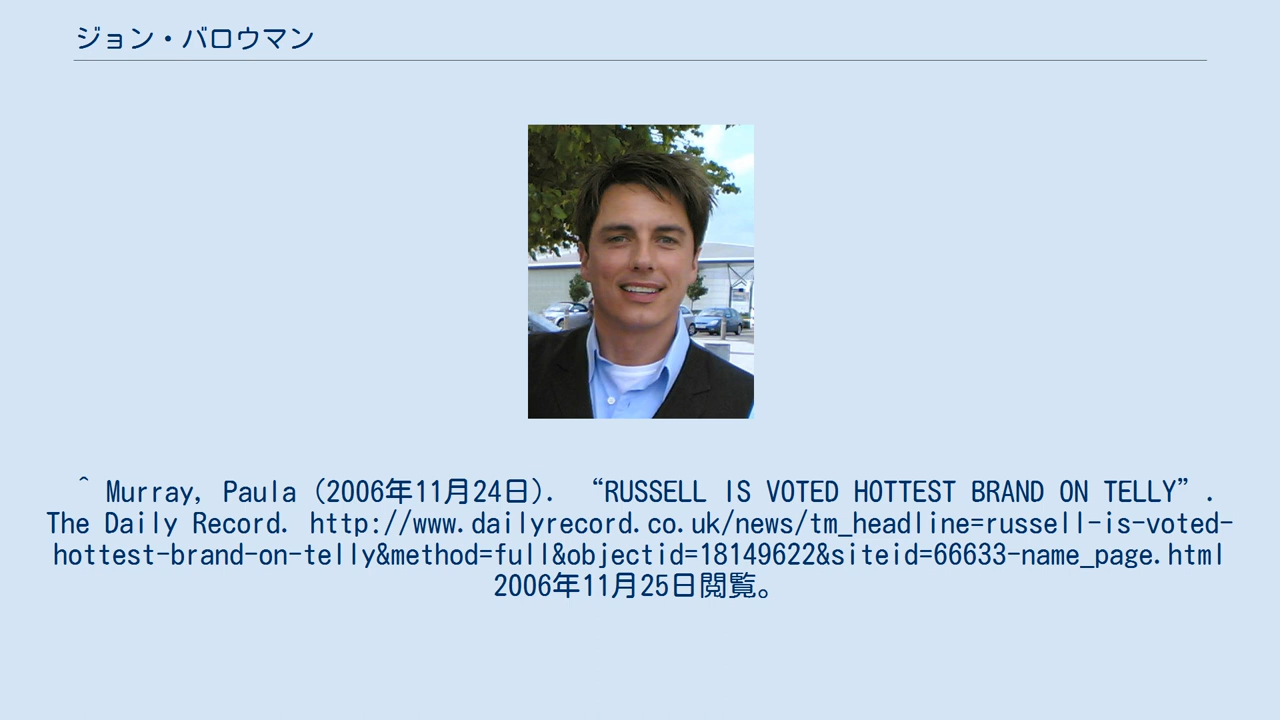 ジョン・バロウマン
^ Murray, Paula (2006年11月24日). “RUSSELL IS VOTED HOTTEST BRAND ON TELLY”.
The Daily Record. http://www.dailyrecord.co.uk/news/tm_headline=russell-is-voted-
hottest-brand-on-telly&method=full&objectid=18149622&siteid=66633-name_page.html
2006年11月25日閲覧。